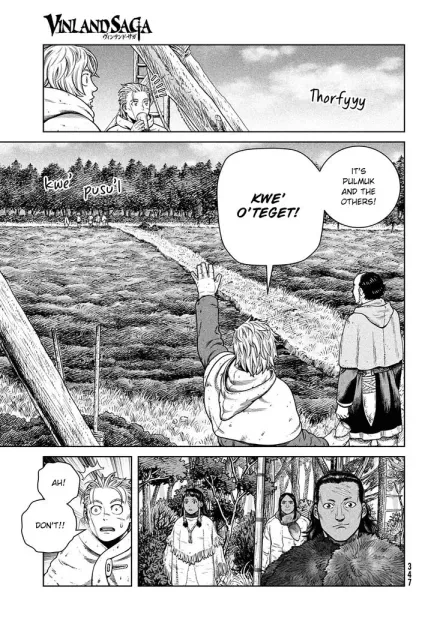 VINLAND SAGA
ヴィンランド・サガ
Thorfyyy
IT'S
PULMUK
AND THE
OTHERS!
KWE'
O'TEGET!
kwe'
pusu'l
AH!
DON'T!!
347